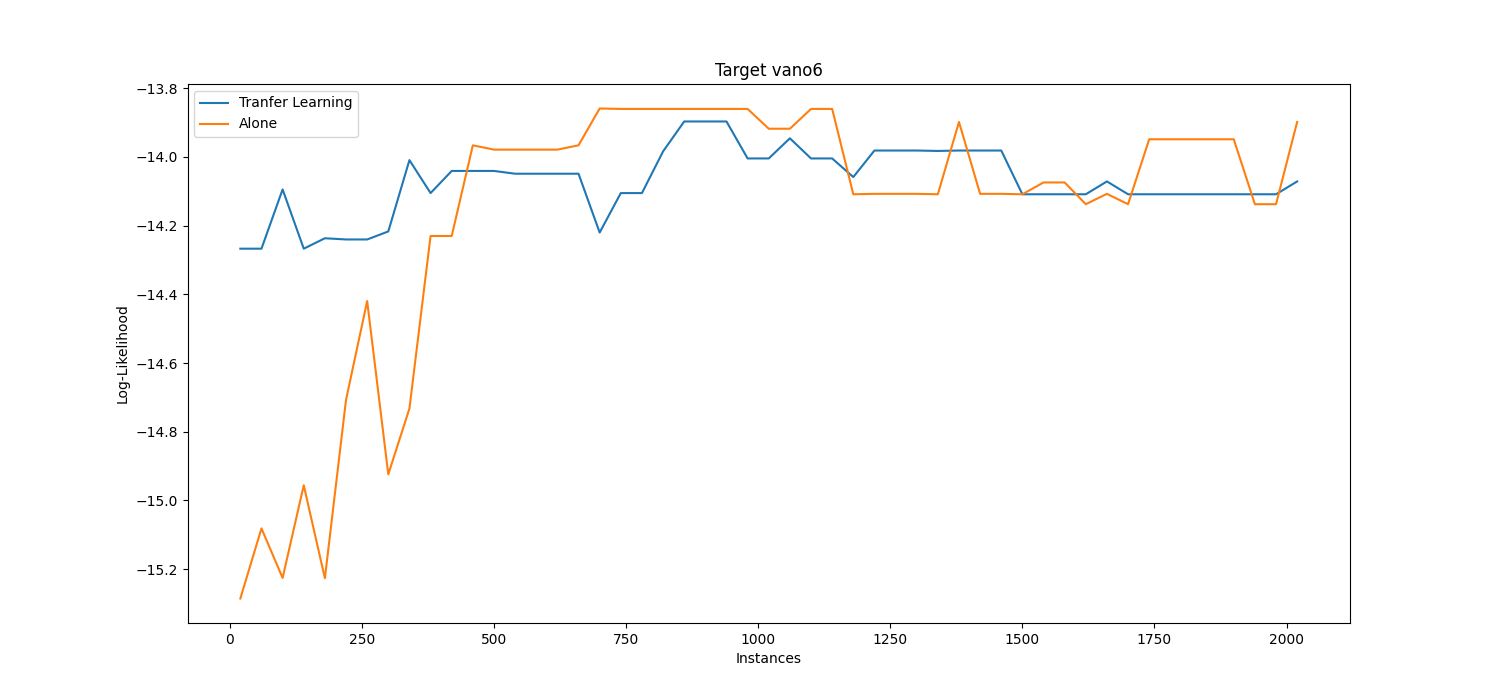 Target vano6
Tranfer Learning
Alone
−13.8
−14.0
−14.2
−14.4
−14.6
−14.8
−15.0
−15.2
Log-Likelihood
0 250 500 750 1000 1250 1500 1750 2000
Instances